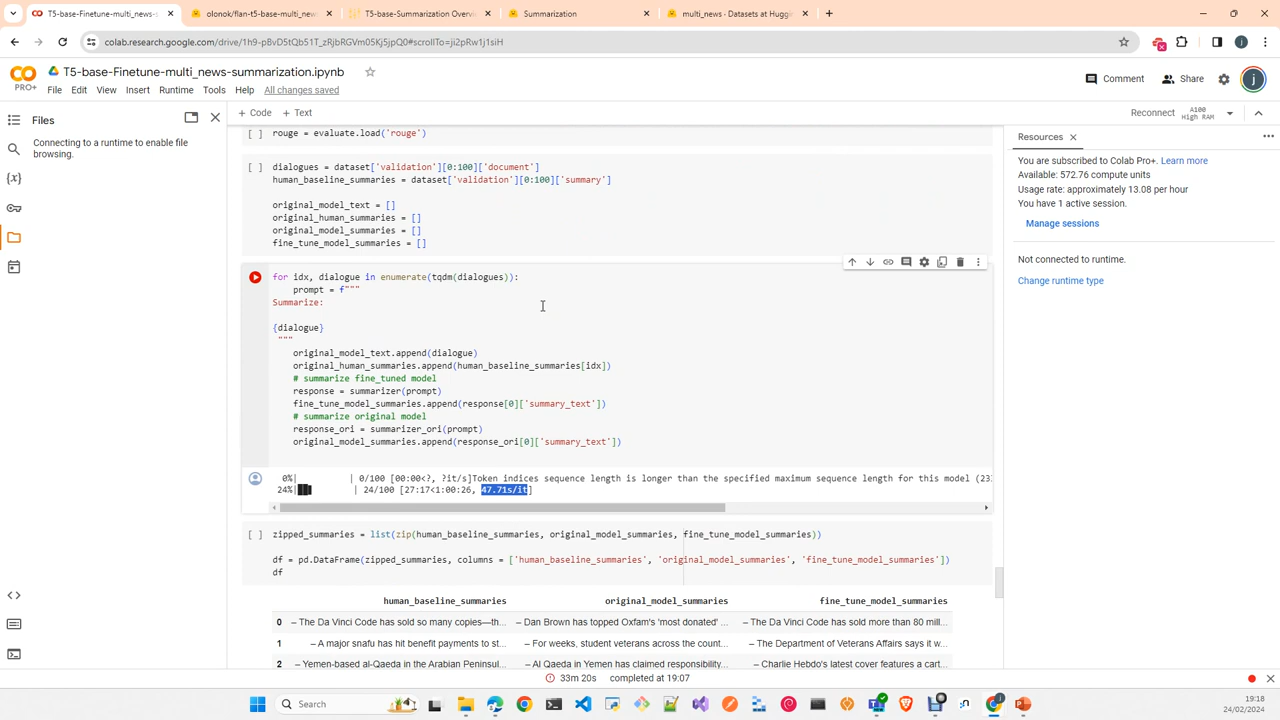 T5-base-Finetune-multi_news-s
olonok/flan-t5-base-multi_new
T5-base-Summarization Overvi
Summarization
multi_news · Datasets at Huggin
colab.research.google.com/drive/1h9-pBvD5tQb51T_zRjbRGVm05Kj5jpQ0#scrollTo=ji2pRw1j1siH
CO
PRO+
T5-base-Finetune-multi_news-summarization.ipynb
File Edit View Insert Runtime Tools Help All changes saved
Comment Share j
Files
+ Code + Text
Reconnect A100 High RAM
Connecting to a runtime to enable file
browsing.
Resources
You are subscribed to Colab Pro+. Learn more
Available: 572.76 compute units
Usage rate: approximately 13.08 per hour
You have 1 active session.
Manage sessions
Not connected to runtime.
Change runtime type
[ ] rouge = evaluate.load('rouge')
[ ] dialogues = dataset['validation'][0:100]['document']
human_baseline_summaries = dataset['validation'][0:100]['summary']
original_model_text = []
original_human_summaries = []
original_model_summaries = []
fine_tune_model_summaries = []
for idx, dialogue in enumerate(tqdm(dialogues)):
prompt = f"""
Summarize:
{dialogue}
"""
original_model_text.append(dialogue)
original_human_summaries.append(human_baseline_summaries[idx])
# summarize fine_tuned model
response = summarizer(prompt)
fine_tune_model_summaries.append(response[0]['summary_text'])
# summarize original model
response_ori = summarizer_ori(prompt)
original_model_summaries.append(response_ori[0]['summary_text'])
0%| | 0/100 [00:00<?, ?it/s]Token indices sequence length is longer than the specified maximum sequence length for this model (23
24%| | 24/100 [27:17<1:00:26, 47.71s/it]
[ ] zipped_summaries = list(zip(human_baseline_summaries, original_model_summaries, fine_tune_model_summaries))
df = pd.DataFrame(zipped_summaries, columns = ['human_baseline_summaries', 'original_model_summaries', 'fine_tune_model_summaries'])
df
human_baseline_summaries original_model_summaries fine_tune_model_summaries
0 – The Da Vinci Code has sold so many copies—th... – Dan Brown has topped Oxfam's 'most donated' ... – The Da Vinci Code has sold more than 80 mill...
1 – A major snafu has hit benefit payments to st... – For weeks, student veterans across the count... – The Department of Veterans Affairs says it w...
2 – Yemen-based al-Qaeda in the Arabian Peninsul... – Al Qaeda in Yemen has claimed responsibility... – Charlie Hebdo's latest cover features a cart...
33m 20s completed at 19:07
Search
19:18
24/02/2024